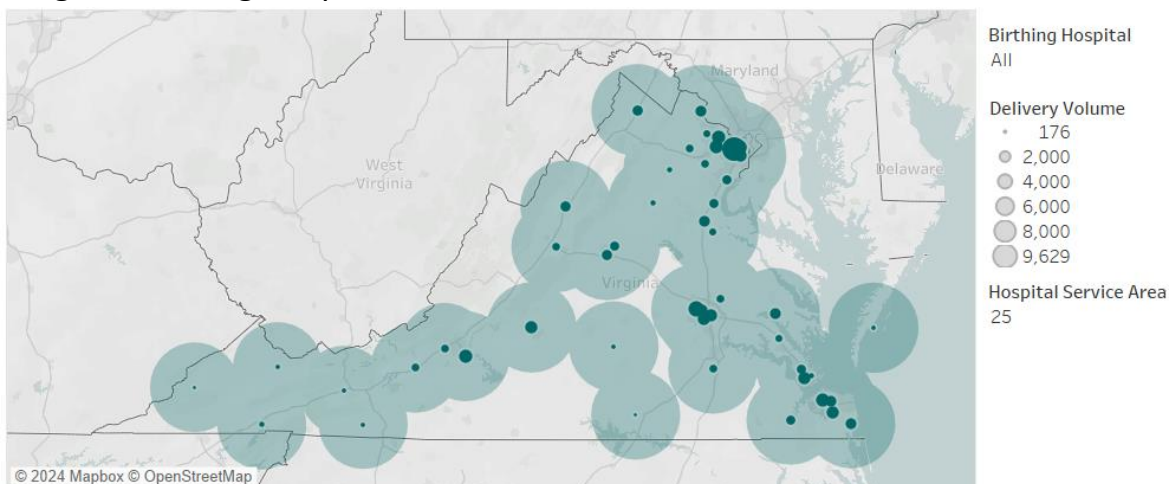 Maryland
West
Virginia
Delaware
Virginia
© 2024 Mapbox © OpenStreetMap
Birthing Hospital
All
Delivery Volume
176
2,000
4,000
6,000
8,000
9,629
Hospital Service Area
25